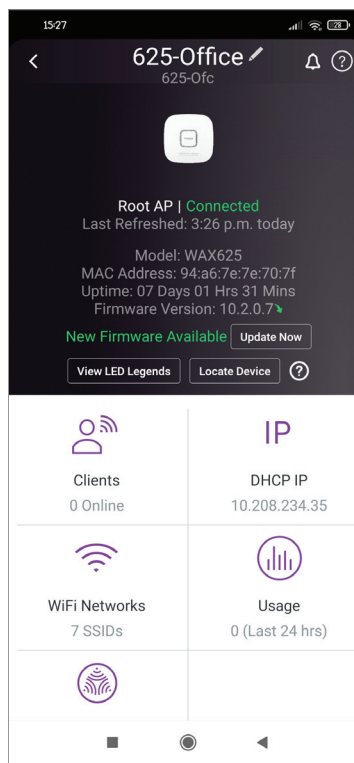 15:27
28
625-Office
?
625-Ofc
Root AP | Connected
Last Refreshed: 3:26 p.m. today
Model: WAX625
MAC Address: 94:a6:7e:7e:70:7f
Uptime: 07 Days 01 Hrs 31 Mins
Firmware Version: 10.2.0.7
New Firmware Available Update Now
View LED Legends Locate Device ?
IP
Clients DHCP IP
0 Online 10.208.234.35
WiFi Networks Usage
7 SSIDs 0 (Last 24 hrs)